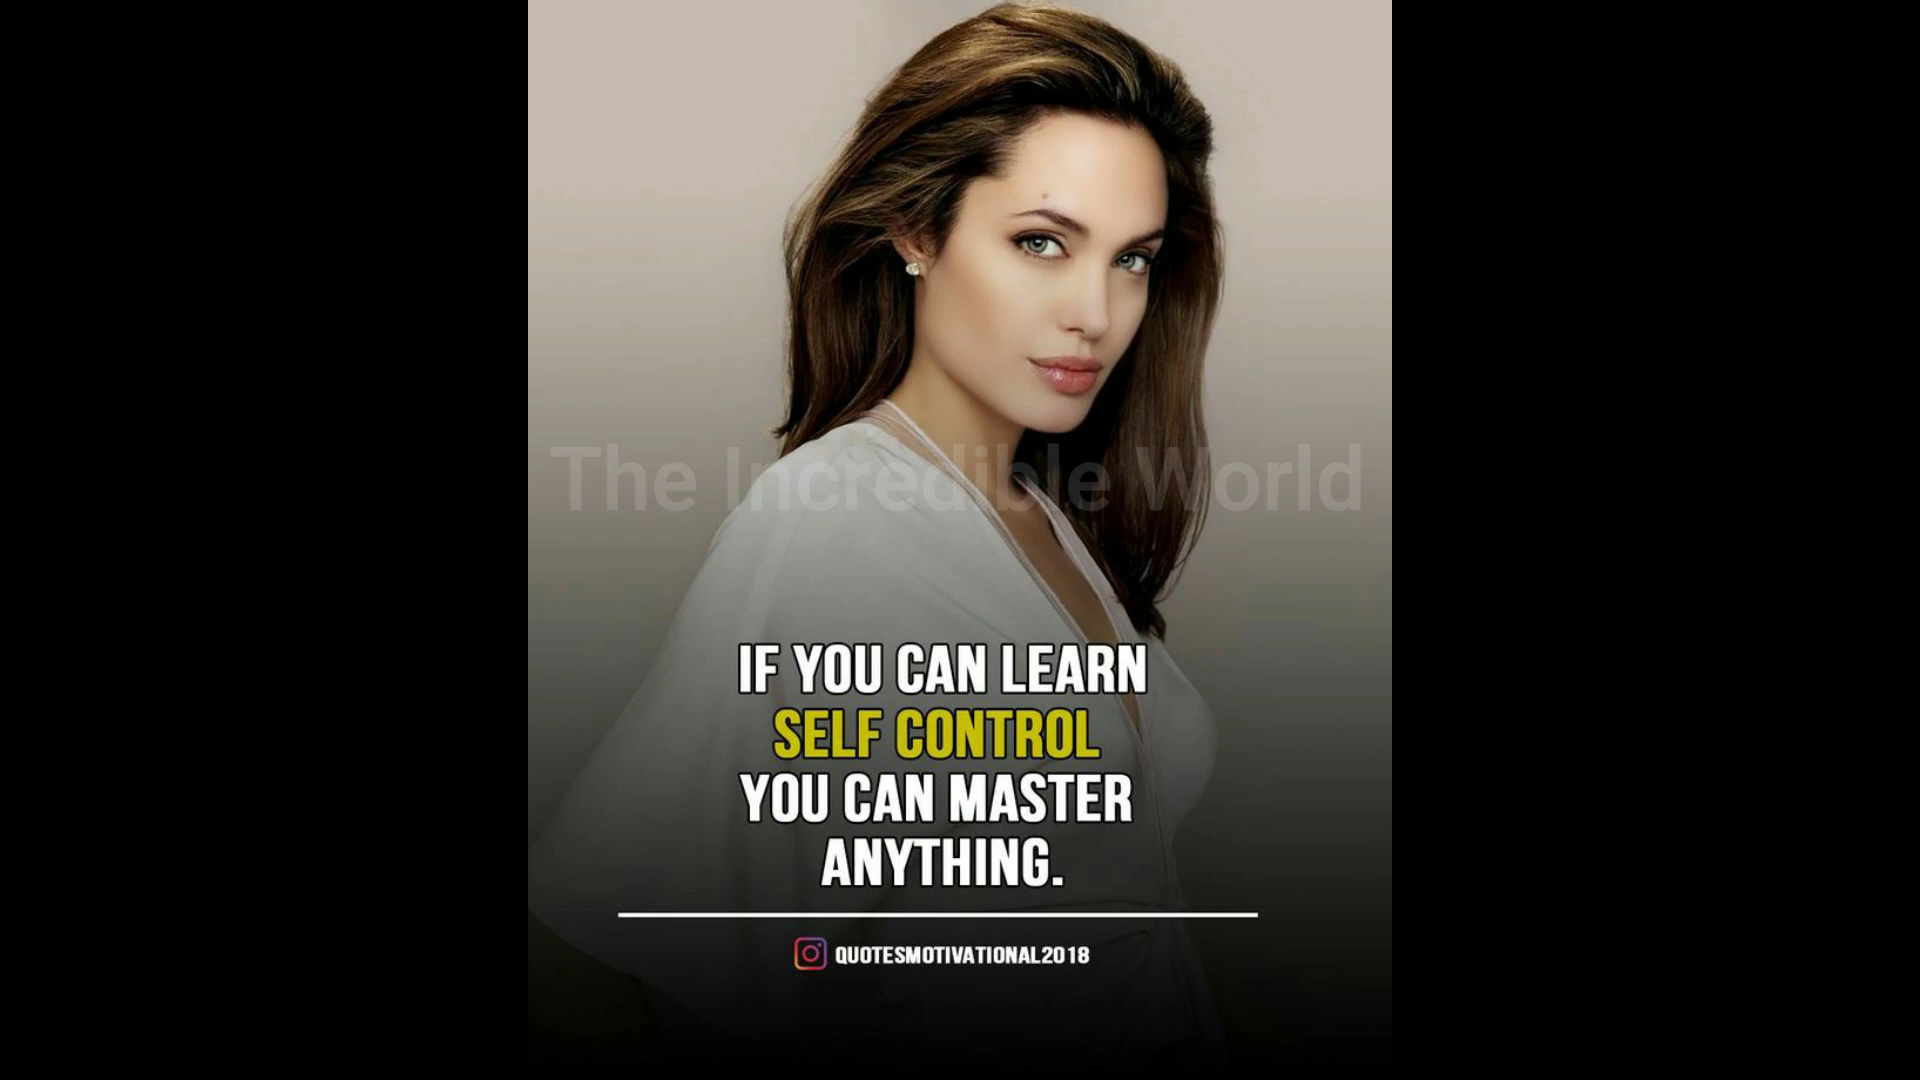 The Incredible World
IF YOU CAN LEARN
SELF CONTROL
YOU CAN MASTER
ANYTHING.
QUOTESMOTIVATIONAL2018